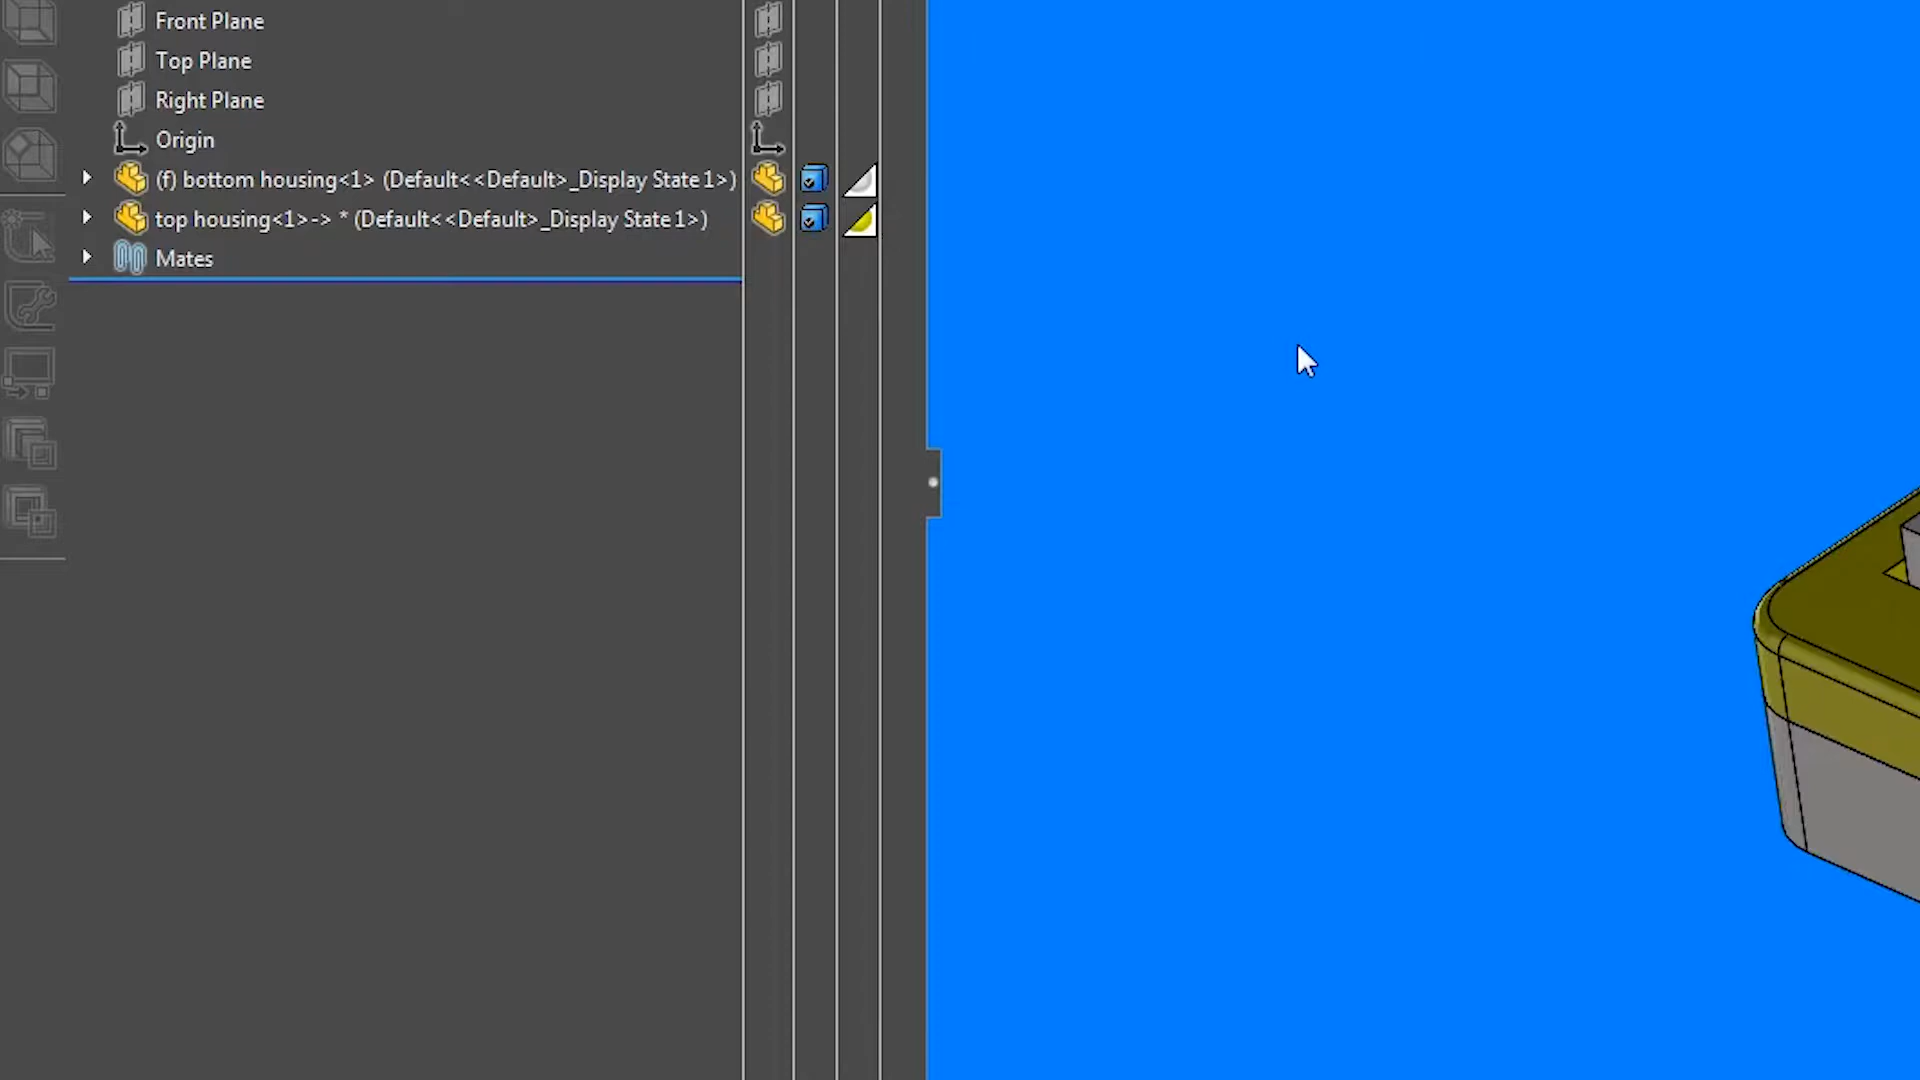 Front Plane
Top Plane
Right Plane
Origin
(f) bottom housing<1> (Default<<Default>_Display State 1>)
top housing<1>-> * (Default<<Default>_Display State 1>)
Mates